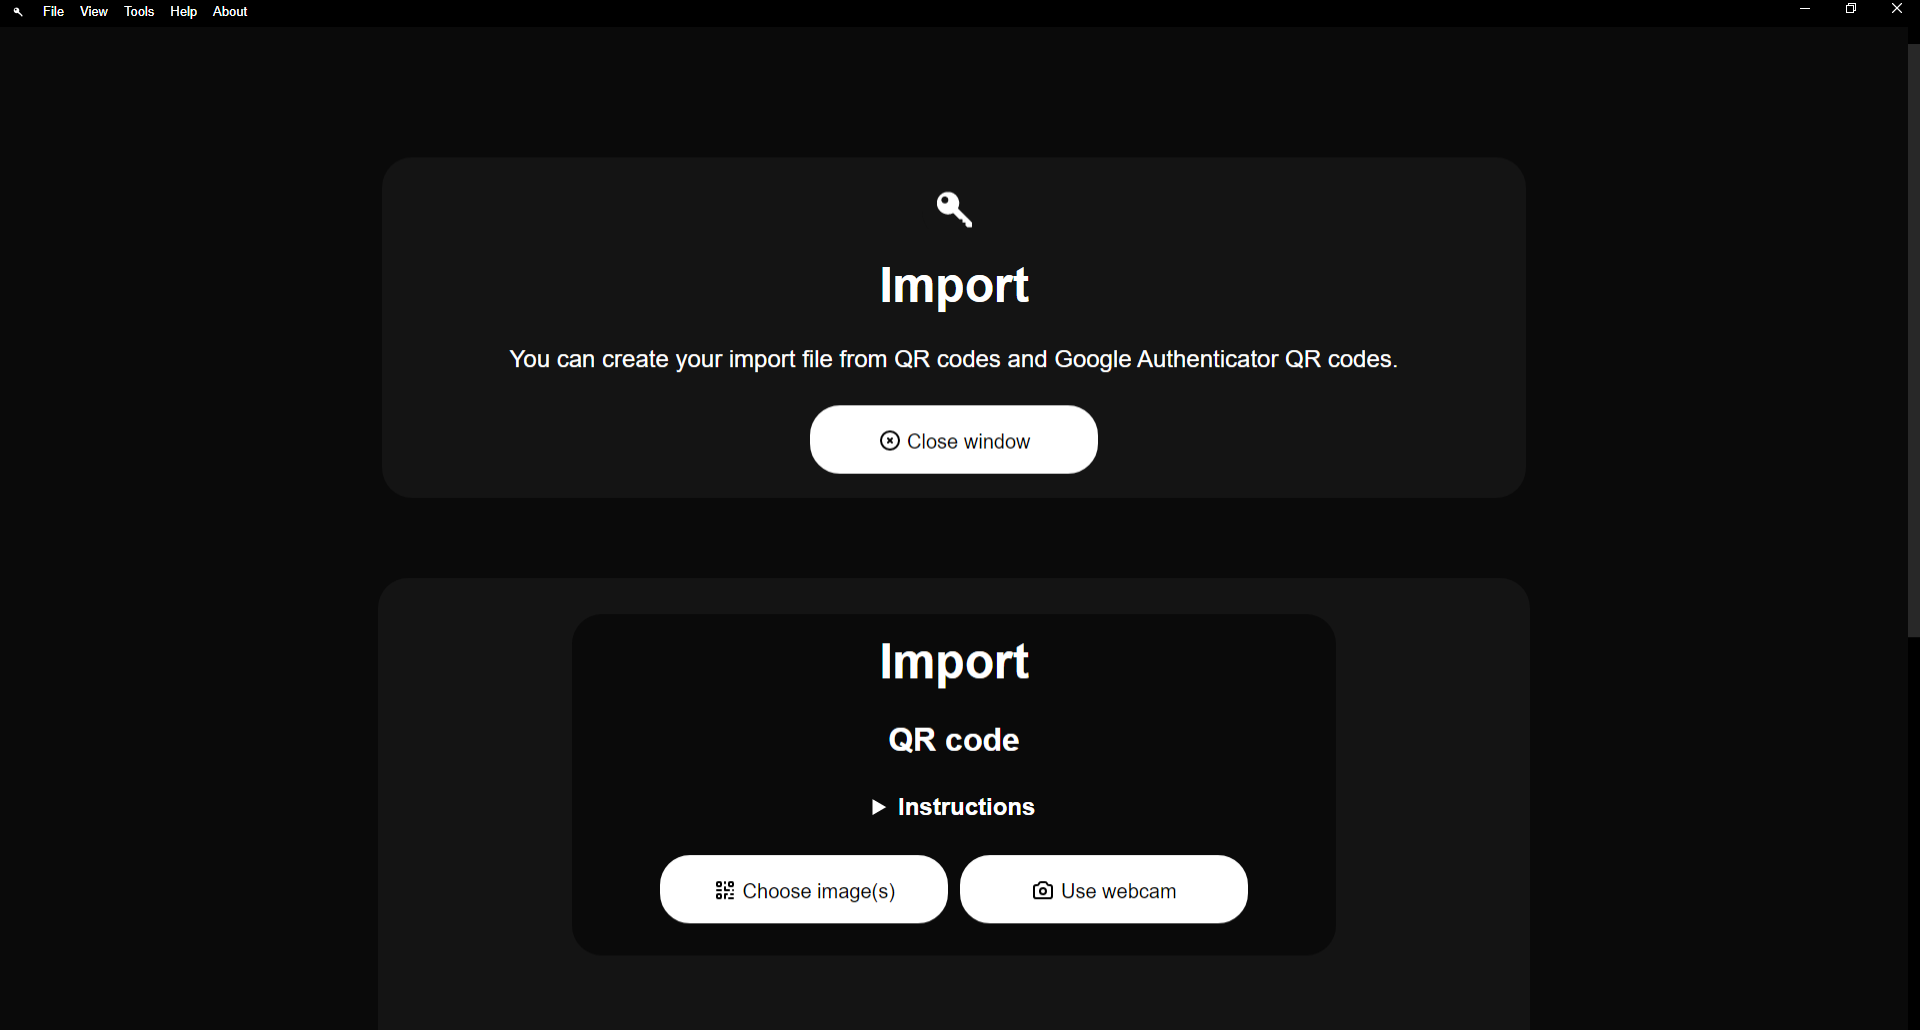 File View Tools Help About
Import
You can create your import file from QR codes and Google Authenticator QR codes.
Close window
Import
QR code
Instructions
Choose image(s) Use webcam